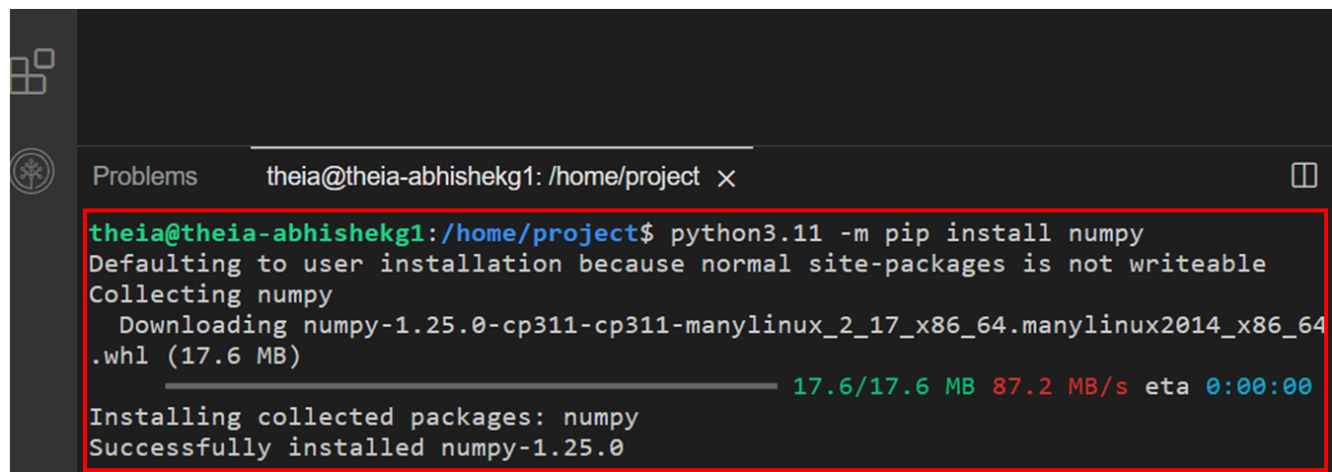 Problems theia@theia-abhishekg1: /home/project ×
theia@theia-abhishekg1:/home/project$ python3.11 -m pip install numpy
Defaulting to user installation because normal site-packages is not writeable
Collecting numpy
  Downloading numpy-1.25.0-cp311-cp311-manylinux_2_17_x86_64.manylinux2014_x86_64
.whl (17.6 MB)
17.6/17.6 MB 87.2 MB/s eta 0:00:00
Installing collected packages: numpy
Successfully installed numpy-1.25.0